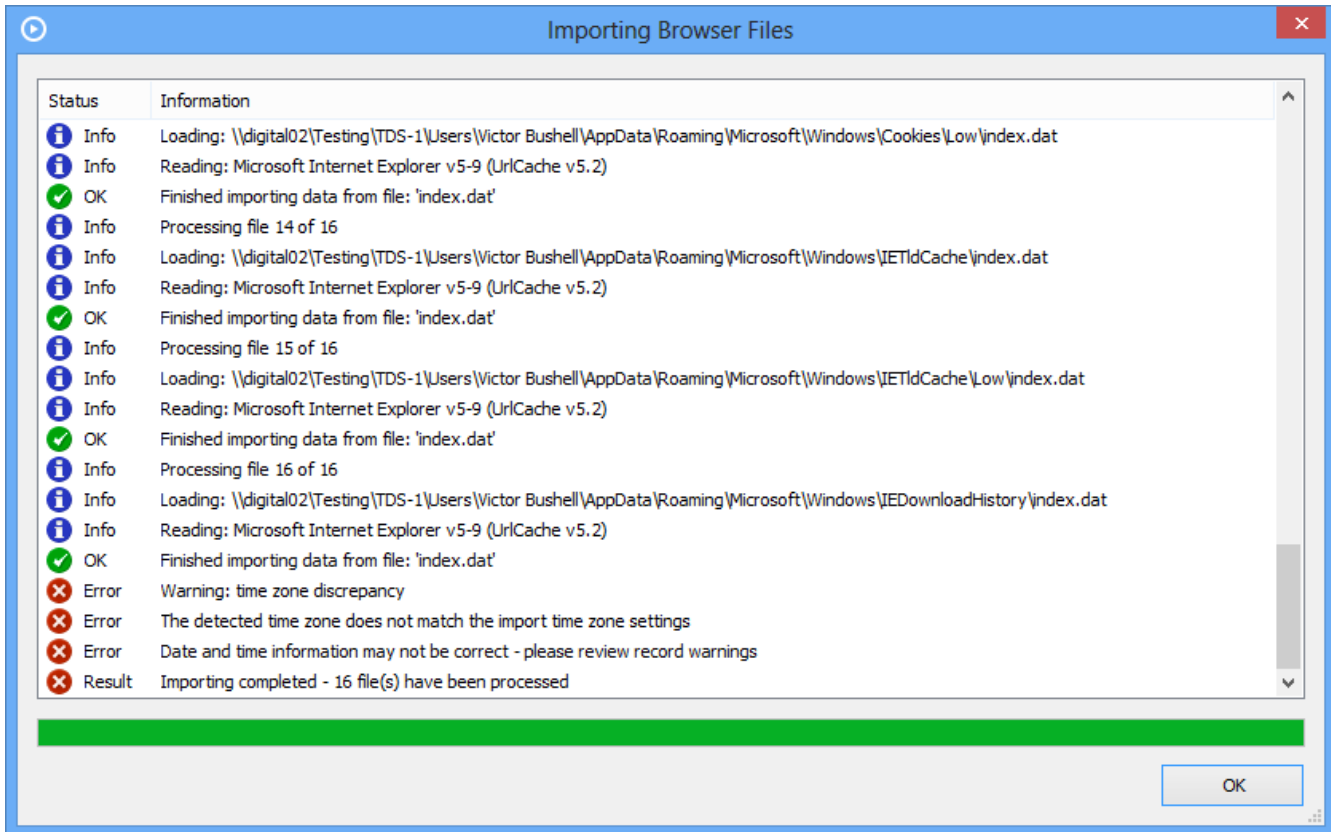 Importing Browser Files
Status Information
Info Loading: \\digital02\Testing\TDS-1\Users\Victor Bushell\AppData\Roaming\Microsoft\Windows\Cookies\Low\index.dat
Info Reading: Microsoft Internet Explorer v5-9 (UrlCache v5.2)
OK Finished importing data from file: 'index.dat'
Info Processing file 14 of 16
Info Loading: \\digital02\Testing\TDS-1\Users\Victor Bushell\AppData\Roaming\Microsoft\Windows\IETldCache\index.dat
Info Reading: Microsoft Internet Explorer v5-9 (UrlCache v5.2)
OK Finished importing data from file: 'index.dat'
Info Processing file 15 of 16
Info Loading: \\digital02\Testing\TDS-1\Users\Victor Bushell\AppData\Roaming\Microsoft\Windows\IETldCache\Low\index.dat
Info Reading: Microsoft Internet Explorer v5-9 (UrlCache v5.2)
OK Finished importing data from file: 'index.dat'
Info Processing file 16 of 16
Info Loading: \\digital02\Testing\TDS-1\Users\Victor Bushell\AppData\Roaming\Microsoft\Windows\IEDownloadHistory\index.dat
Info Reading: Microsoft Internet Explorer v5-9 (UrlCache v5.2)
OK Finished importing data from file: 'index.dat'
Error Warning: time zone discrepancy
Error The detected time zone does not match the import time zone settings
Error Date and time information may not be correct - please review record warnings
Result Importing completed - 16 file(s) have been processed
OK